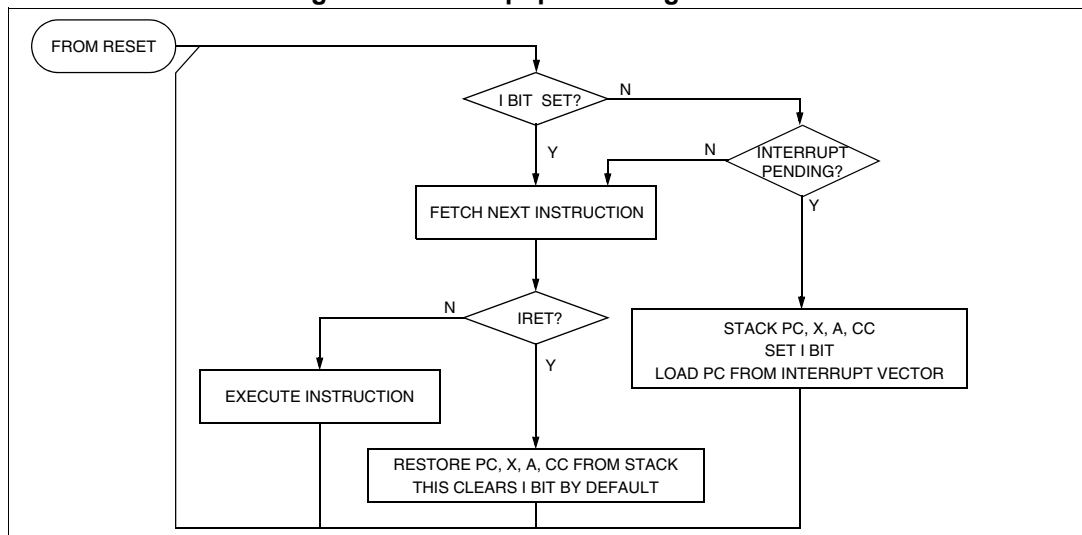 FROM RESET
I BIT SET?
N
Y
INTERRUPT
PENDING?
N
Y
FETCH NEXT INSTRUCTION
IRET?
N
Y
STACK PC, X, A, CC
SET I BIT
LOAD PC FROM INTERRUPT VECTOR
EXECUTE INSTRUCTION
RESTORE PC, X, A, CC FROM STACK
THIS CLEARS I BIT BY DEFAULT